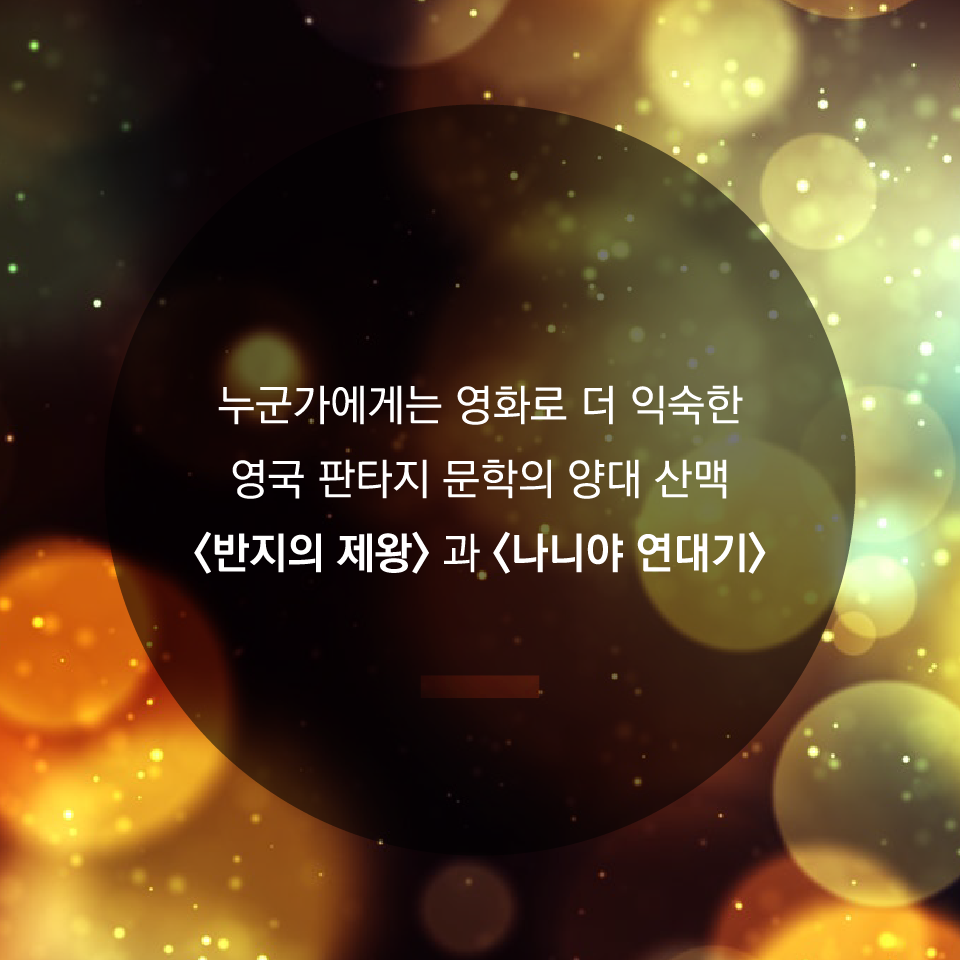 누군가에게는 영화로 더 익숙한
영국 판타지 문학의 양대 산맥
<반지의 제왕> 과 <나니야 연대기>